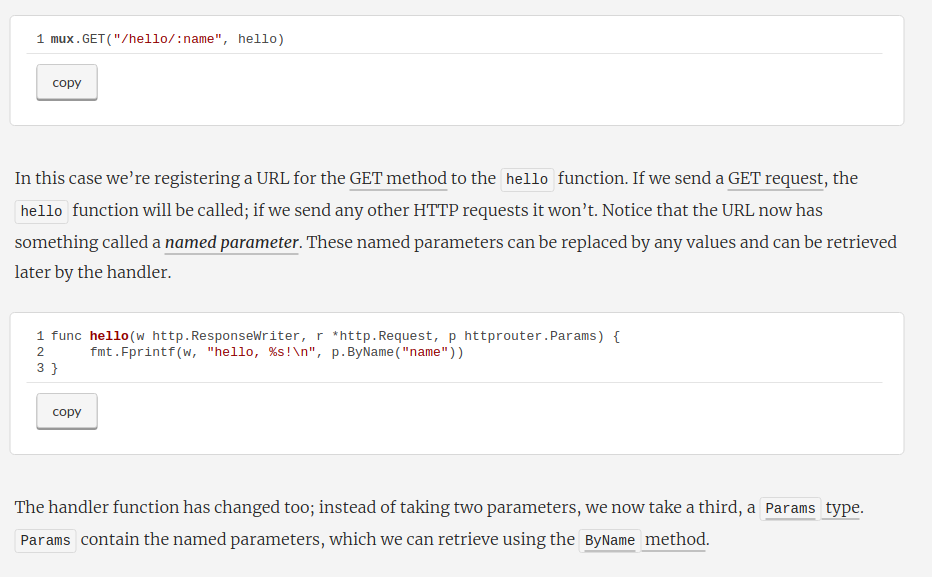 1 mux.GET("/hello/:name", hello)
copy
In this case we’re registering a URL for the GET method to the hello function. If we send a GET request, the
hello function will be called; if we send any other HTTP requests it won’t. Notice that the URL now has
something called a named parameter. These named parameters can be replaced by any values and can be retrieved
later by the handler.
1 func hello(w http.ResponseWriter, r *http.Request, p httprouter.Params) {
2     fmt.Fprintf(w, "hello, %s!\n", p.ByName("name"))
3 }
copy
The handler function has changed too; instead of taking two parameters, we now take a third, a Params type.
Params contain the named parameters, which we can retrieve using the ByName method.